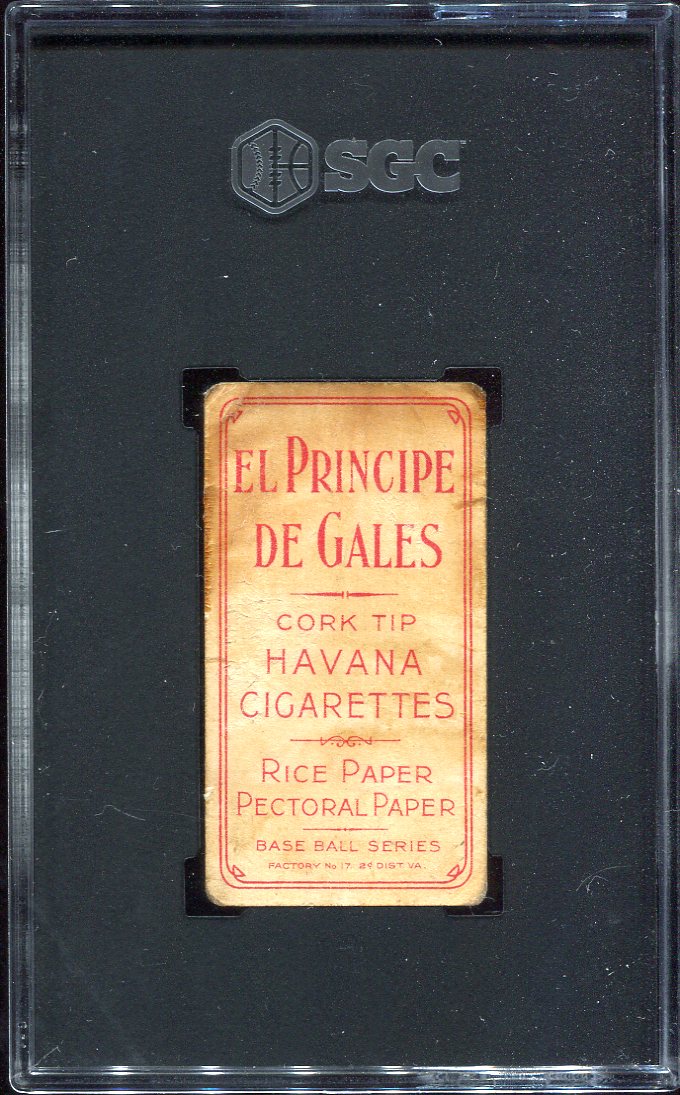 SGC
EL PRINCIPE
DE GALES
CORK TIP
HAVANA
CIGARETTES
RICE PAPER
PECTORAL PAPER
BASE BALL SERIES
FACTORY No 17. 2d DIST. VA.